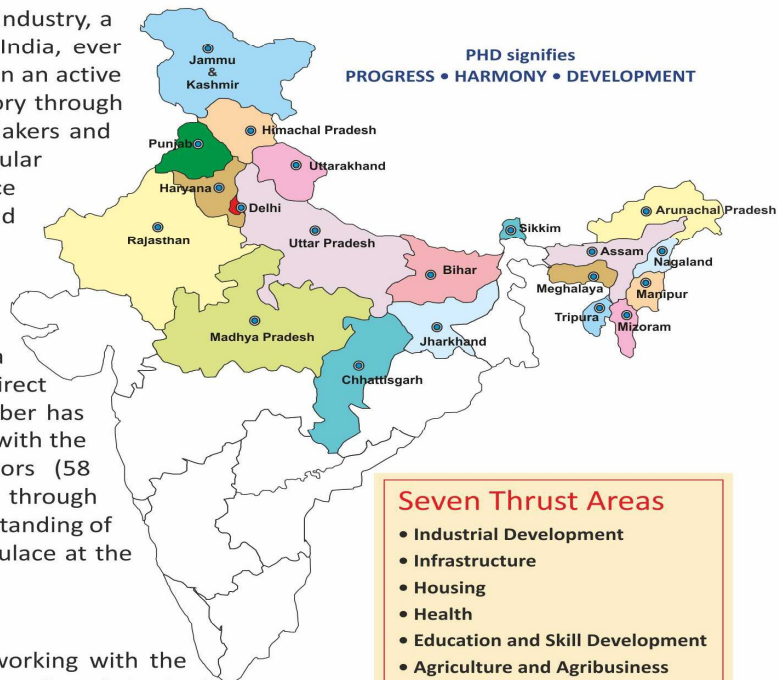 ndustry, a
India, ever
n an active
ory through
akers and
ular
ce
d
a
irect
ber has
with the
ors (58
through
tanding of
ulace at the
working with the
PHD signifies
PROGRESS • HARMONY • DEVELOPMENT
Jammu
&
Kashmir
Himachal Pradesh
Punjab
Uttarakhand
Haryana
Delhi
Rajasthan
Uttar Pradesh
Bihar
Sikkim
Arunachal Pradesh
Assam
Nagaland
Meghalaya
Manipur
Tripura
Mizoram
Madhya Pradesh
Jharkhand
Chhattisgarh
Seven Thrust Areas
• Industrial Development
• Infrastructure
• Housing
• Health
• Education and Skill Development
• Agriculture and Agribusiness